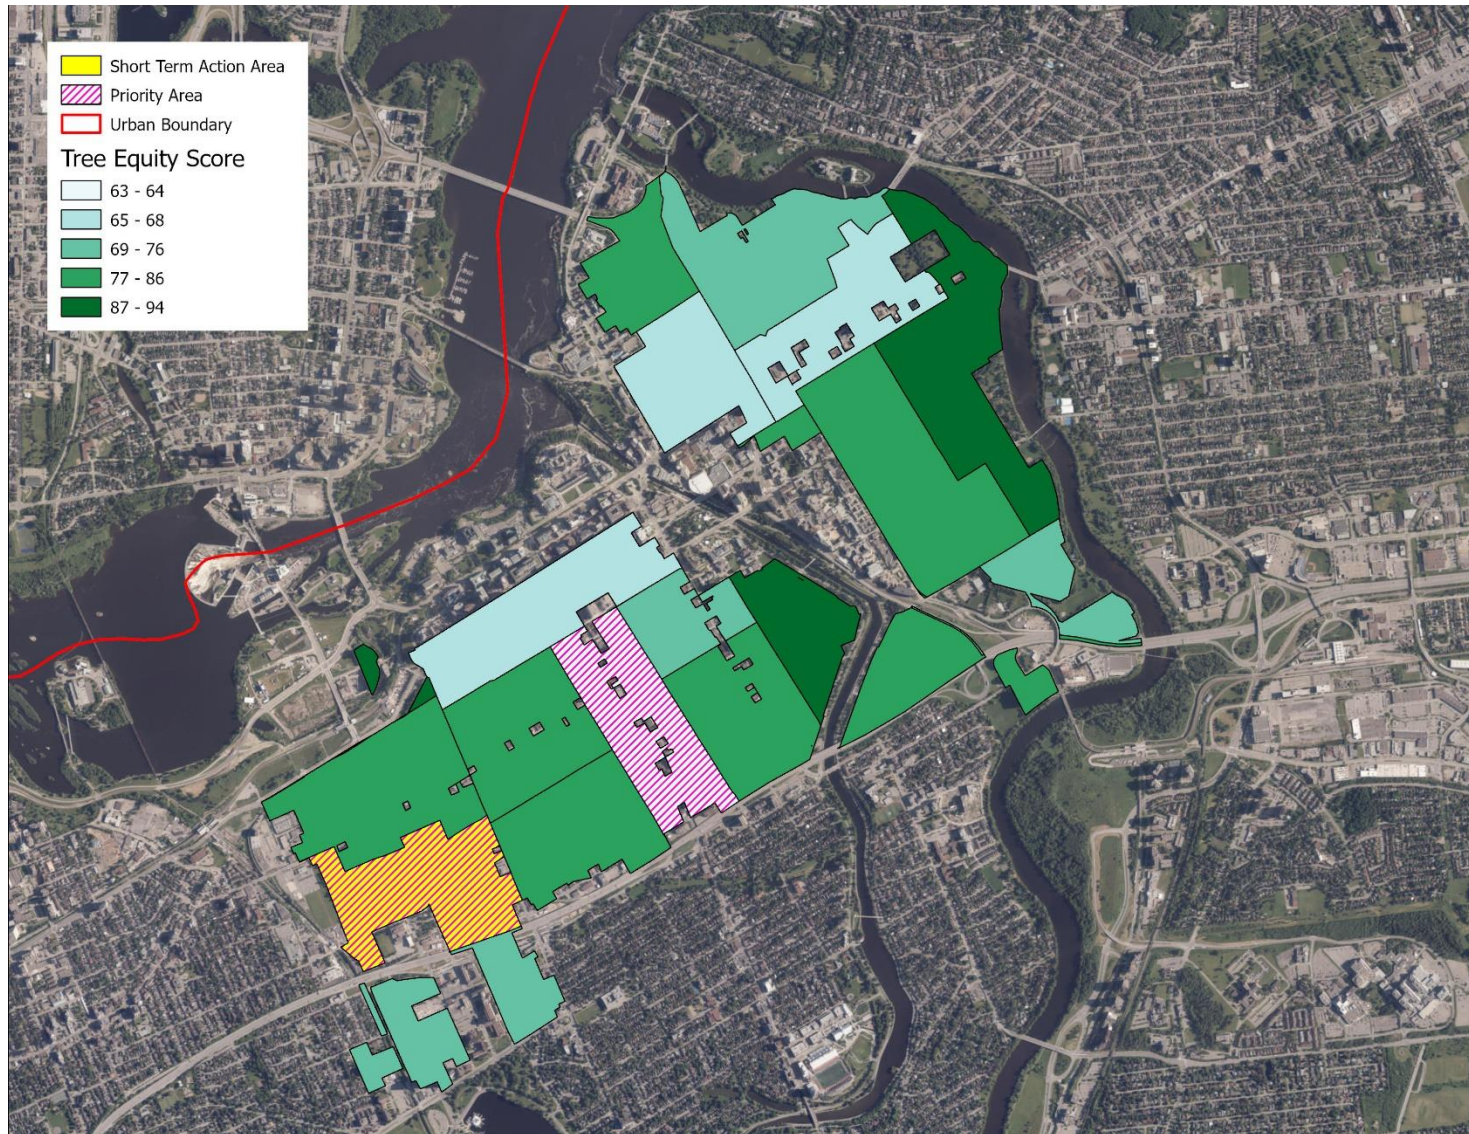 Short Term Action Area
Priority Area
Urban Boundary
Tree Equity Score
63 - 64
65 - 68
69 - 76
77 - 86
87 - 94